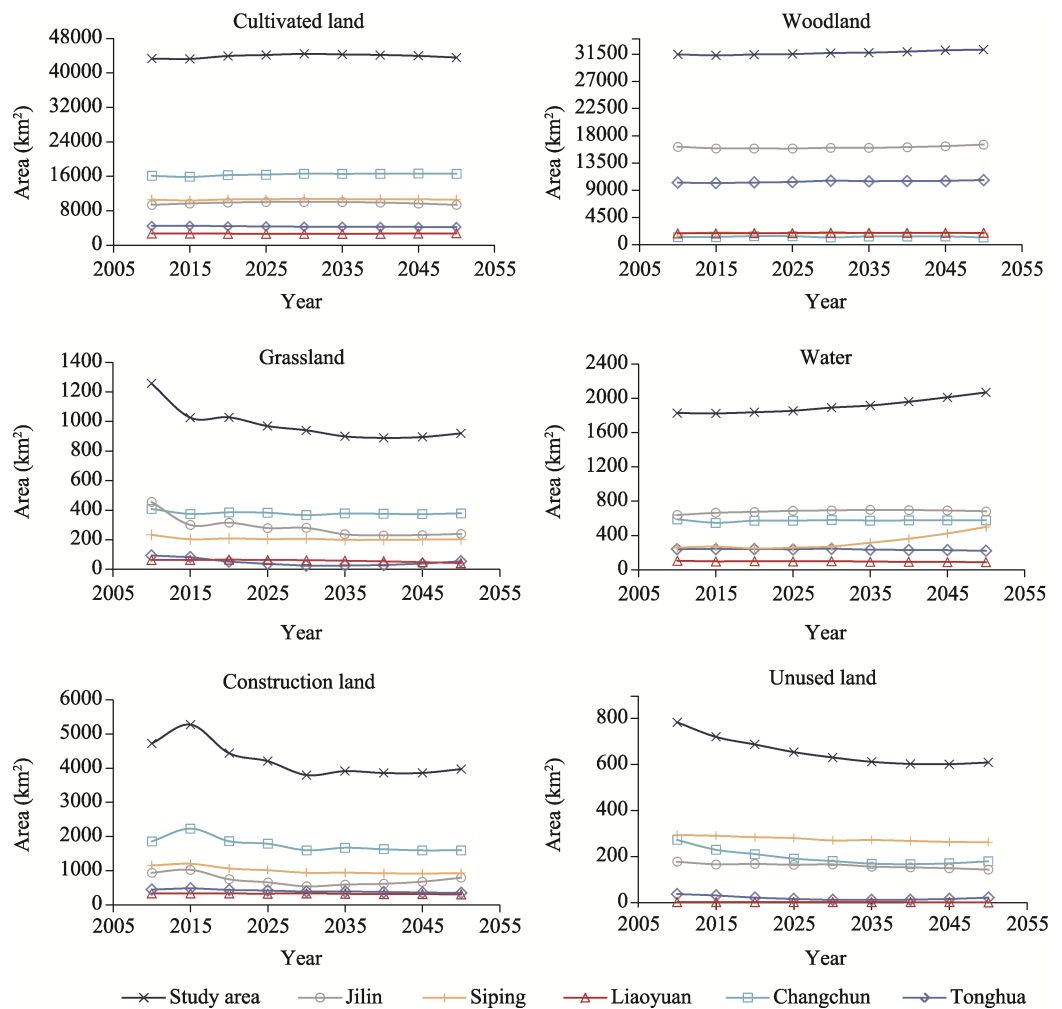 Cultivated land
48000
42000
32000
24000
16000
8000
0
2005 2015 2025 2035 2045 2055
Area (km²)
Year
Woodland
31500
27000
22500
18000
13500
9000
4500
0
2005 2015 2025 2035 2045 2055
Area (km²)
Year
Grassland
1400
1200
1000
800
600
400
200
0
2005 2015 2025 2035 2045 2055
Area (km²)
Year
Water
2400
2000
1600
1200
800
400
0
2005 2015 2025 2035 2045 2055
Area (km²)
Year
Construction land
6000
5000
4000
3000
2000
1000
0
2005 2015 2025 2035 2045 2055
Area (km²)
Year
Unused land
800
600
400
200
0
2005 2015 2025 2035 2045 2055
Area (km²)
Year
Study area Jilin Siping Liaoyuan Changchun Tonghua